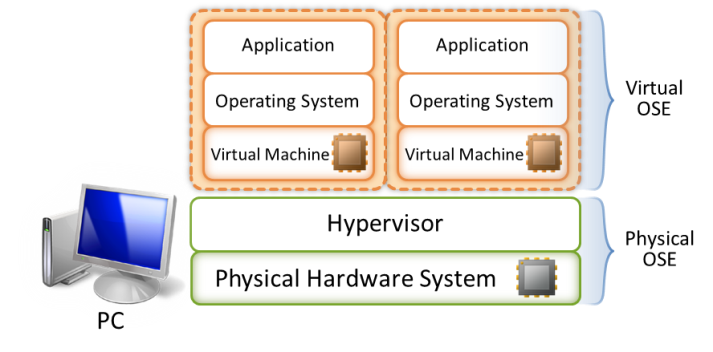 Application
Application
Operating System
Operating System
Virtual Machine
Virtual Machine
Virtual
OSE
Hypervisor
Physical Hardware System
Physical
OSE
PC